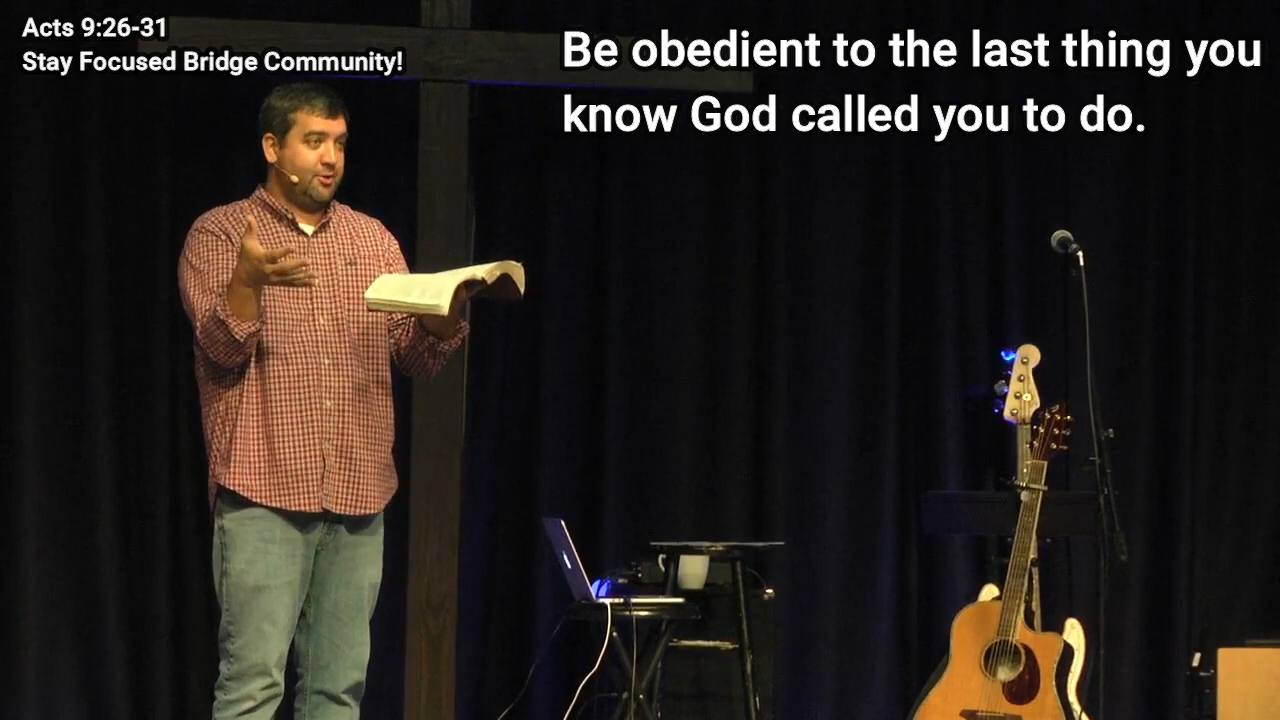 Acts 9:26-31
Stay Focused Bridge Community!
Be obedient to the last thing you
know God called you to do.